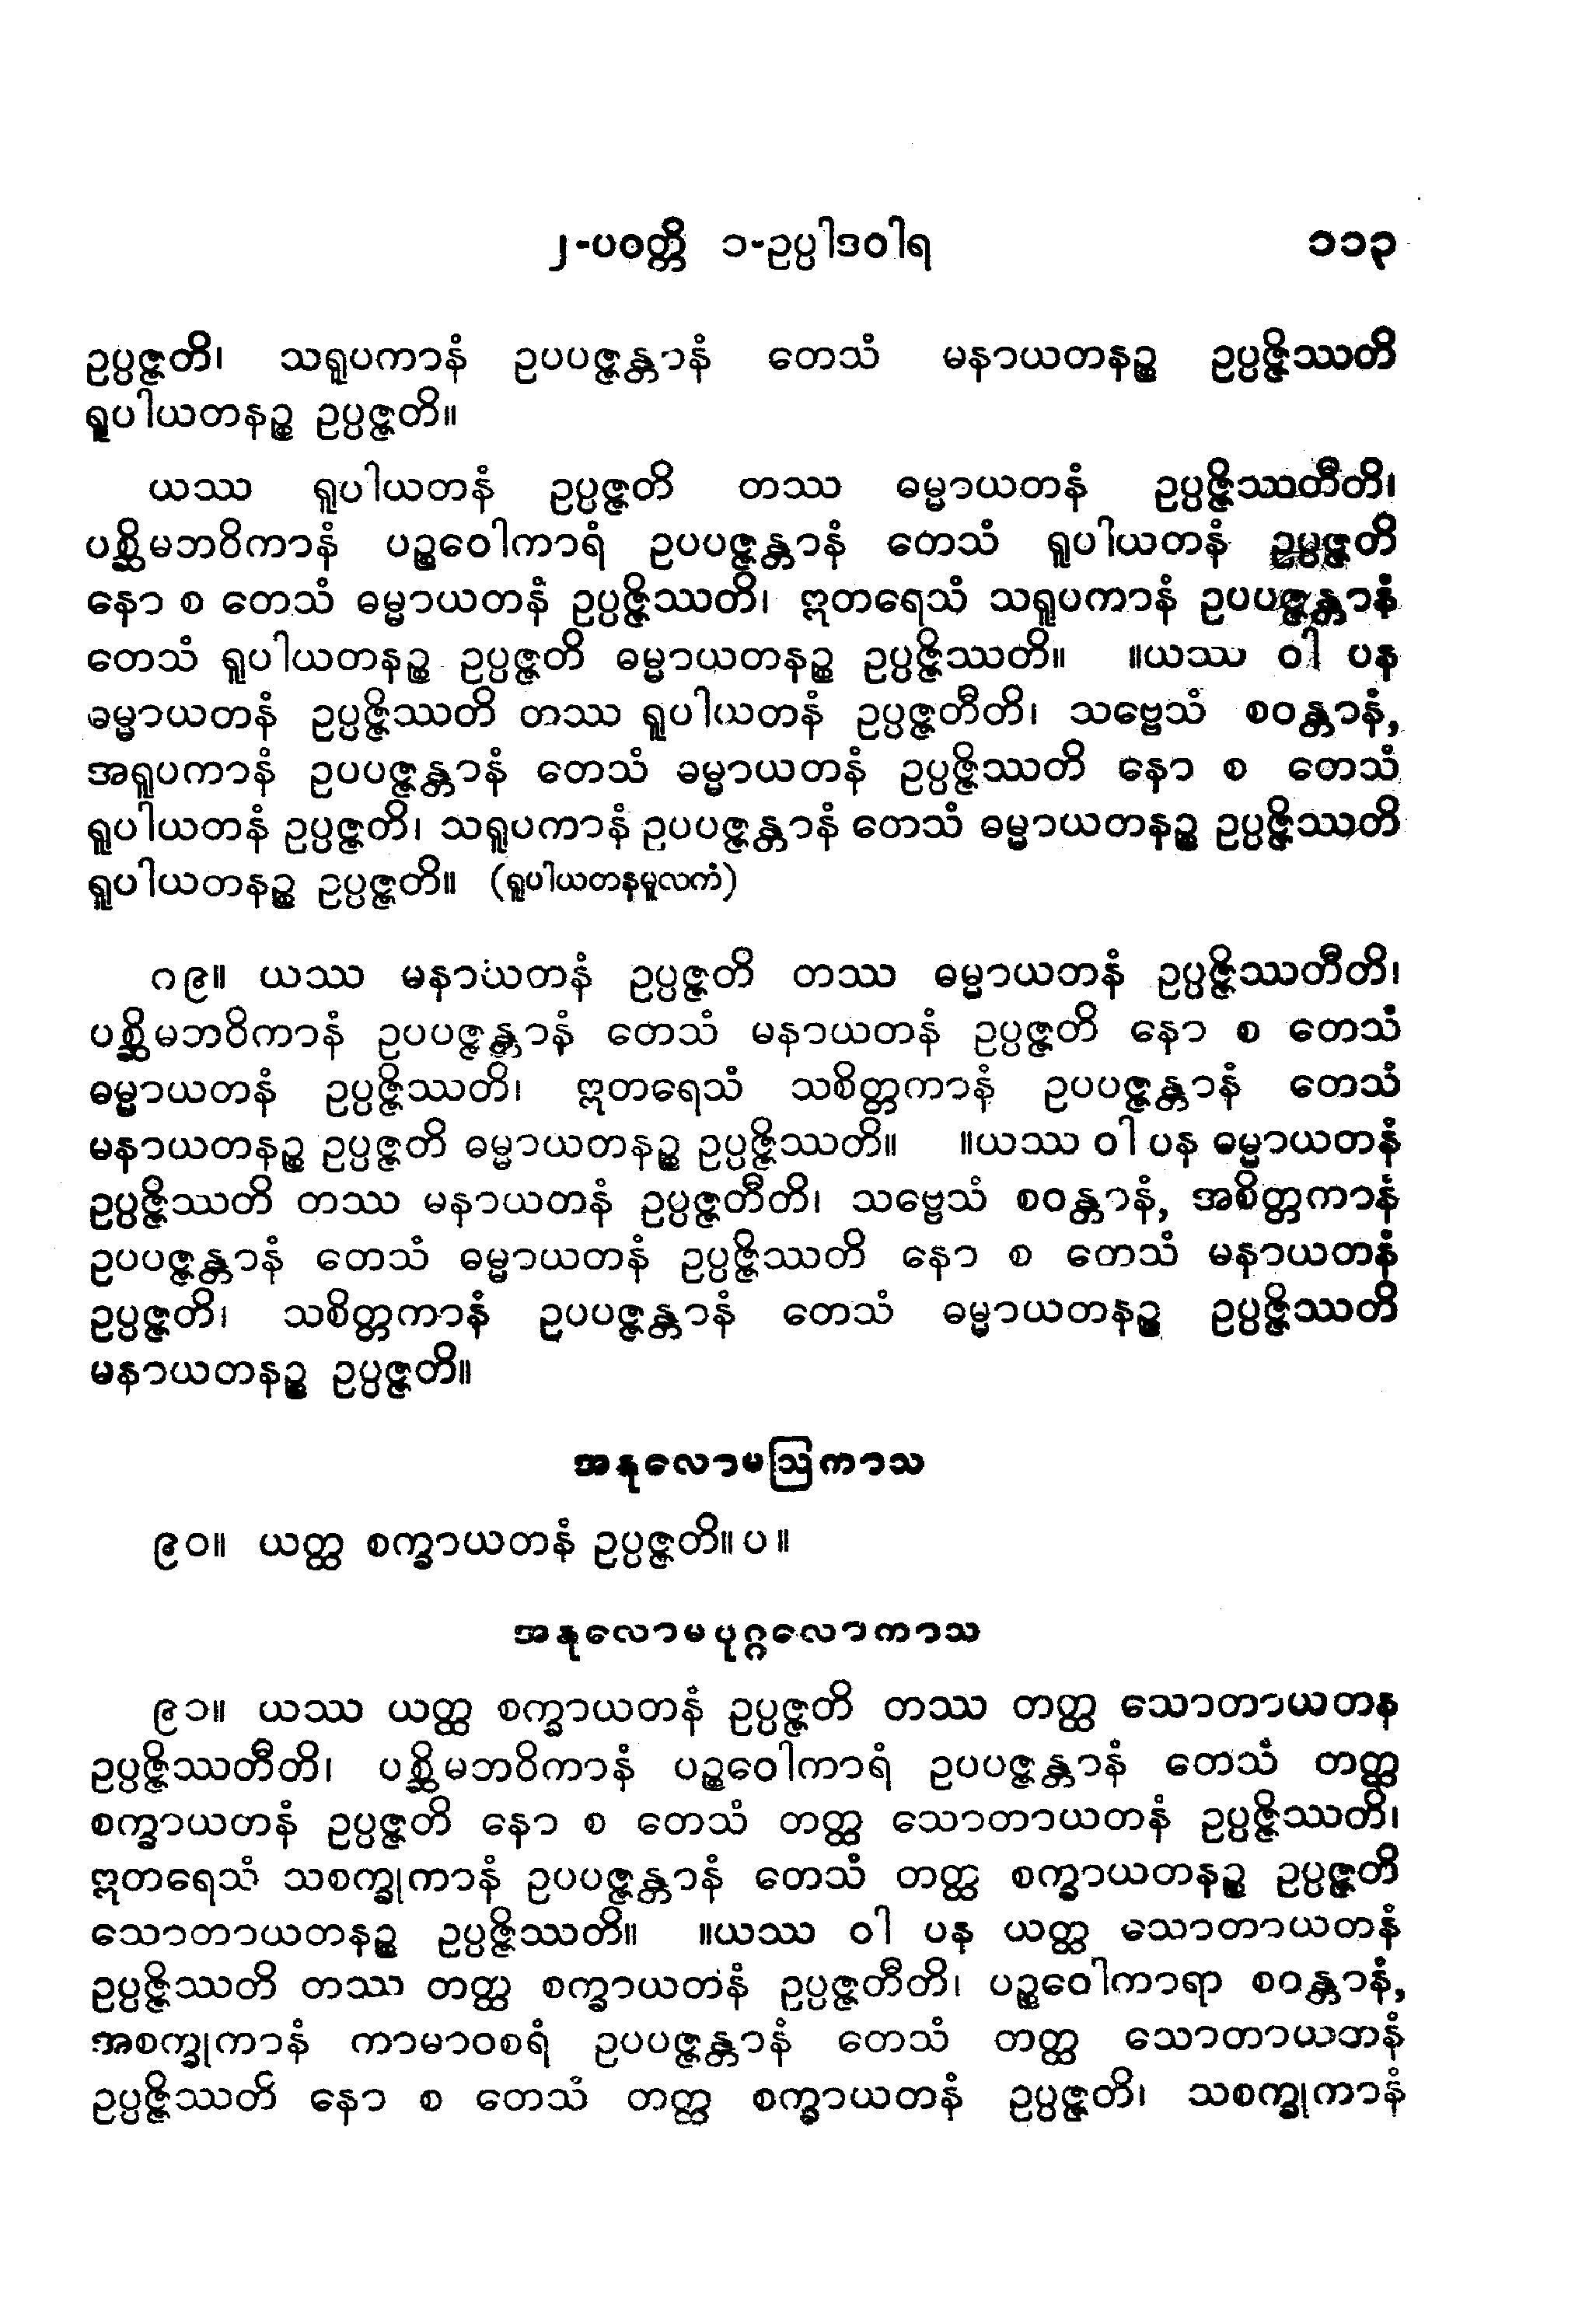 ၂-ပဝတ္တိ ၁-ဥပ္ပါဒဝါရ ၁၁၃
ဥပ္ပဇ္ဇတိ၊ သရူပကာနံ ဥပပဇ္ဇန္တာနံ တေသံ မနာယတနဉ္စ ဥပ္ပဇ္ဇိဿတိ
ရူပါယတနဉ္စ ဥပ္ပဇ္ဇတိ။
ယဿ ရူပါယတနံ ဥပ္ပဇ္ဇတိ တဿ ဓမ္မာယတနံ ဥပ္ပဇ္ဇိဿတီတိ၊
ပစ္ဆိမဘဝိကာနံ ပဉ္စဝေါကာရံ ဥပပဇ္ဇန္တာနံ တေသံ ရူပါယတနံ ဥပ္ပဇ္ဇတိ
နော စ တေသံ ဓမ္မာယတနံ ဥပ္ပဇ္ဇိဿတိ၊ ဣတရေသံ သရူပကာနံ ဥပပဇ္ဇန္တာနံ
တေသံ ရူပါယတနဉ္စ ဥပ္ပဇ္ဇတိ ဓမ္မာယတနဉ္စ ဥပ္ပဇ္ဇိဿတိ။ ။ယဿ ဝါ ပန
ဓမ္မာယတနံ ဥပ္ပဇ္ဇိဿတိ တဿ ရူပါယတနံ ဥပ္ပဇ္ဇတီတိ၊ သဗ္ဗေသံ စဝန္တာနံ,
အရူပကာနံ ဥပပဇ္ဇန္တာနံ တေသံ ဓမ္မာယတနံ ဥပ္ပဇ္ဇိဿတိ နော စ တေသံ
ရူပါယတနံ ဥပ္ပဇ္ဇတိ၊ သရူပကာနံ ဥပပဇ္ဇန္တာနံ တေသံ ဓမ္မာယတနဉ္စ ဥပ္ပဇ္ဇိဿတိ
ရူပါယတနဉ္စ ဥပ္ပဇ္ဇတိ။ (ရူပါယတနမူလကံ)
၈၉။ ယဿ မနာယတနံ ဥပ္ပဇ္ဇတိ တဿ ဓမ္မာယတနံ ဥပ္ပဇ္ဇိဿတီတိ၊
ပစ္ဆိမဘဝိကာနံ ဥပပဇ္ဇန္တာနံ တေသံ မနာယတနံ ဥပ္ပဇ္ဇတိ နော စ တေသံ
ဓမ္မာယတနံ ဥပ္ပဇ္ဇိဿတိ၊ ဣတရေသံ သစိတ္တကာနံ ဥပပဇ္ဇန္တာနံ တေသံ
မနာယတနဉ္စ ဥပ္ပဇ္ဇတိ ဓမ္မာယတနဉ္စ ဥပ္ပဇ္ဇိဿတိ။ ။ယဿ ဝါ ပန ဓမ္မာယတနံ
ဥပ္ပဇ္ဇိဿတိ တဿ မနာယတနံ ဥပ္ပဇ္ဇတီတိ၊ သဗ္ဗေသံ စဝန္တာနံ, အစိတ္တကာနံ
ဥပပဇ္ဇန္တာနံ တေသံ ဓမ္မာယတနံ ဥပ္ပဇ္ဇိဿတိ နော စ တေသံ မနာယတနံ
ဥပ္ပဇ္ဇတိ၊ သစိတ္တကာနံ ဥပပဇ္ဇန္တာနံ တေသံ ဓမ္မာယတနဉ္စ ဥပ္ပဇ္ဇိဿတိ
မနာယတနဉ္စ ဥပ္ပဇ္ဇတိ။
အနုလောမဩကာသ
၉၀။ ယတ္ထ စက္ခာယတနံ ဥပ္ပဇ္ဇတိ။ပ။
အနုလောမပုဂ္ဂလောကာသ
၉၁။ ယဿ ယတ္ထ စက္ခာယတနံ ဥပ္ပဇ္ဇတိ တဿ တတ္ထ သောတာယတန
ဥပ္ပဇ္ဇိဿတီတိ၊ ပစ္ဆိမဘဝိကာနံ ပဉ္စဝေါကာရံ ဥပပဇ္ဇန္တာနံ တေသံ တတ္ထ
စက္ခာယတနံ ဥပ္ပဇ္ဇတိ နော စ တေသံ တတ္ထ သောတာယတနံ ဥပ္ပဇ္ဇိဿတိ၊
ဣတရေသံ သစက္ခုကာနံ ဥပပဇ္ဇန္တာနံ တေသံ တတ္ထ စက္ခာယတနဉ္စ ဥပ္ပဇ္ဇတိ
သောတာယတနဉ္စ ဥပ္ပဇ္ဇိဿတိ။ ။ယဿ ဝါ ပန ယတ္ထ သောတာယတနံ
ဥပ္ပဇ္ဇိဿတိ တဿ တတ္ထ စက္ခာယတနံ ဥပ္ပဇ္ဇတီတိ၊ ပဉ္စဝေါကာရာ စဝန္တာနံ,
အစက္ခုကာနံ ကာမာဝစရံ ဥပပဇ္ဇန္တာနံ တေသံ တတ္ထ သောတာယတနံ
ဥပ္ပဇ္ဇိဿတိ နော စ တေသံ တတ္ထ စက္ခာယတနံ ဥပ္ပဇ္ဇတိ၊ သစက္ခုကာနံ